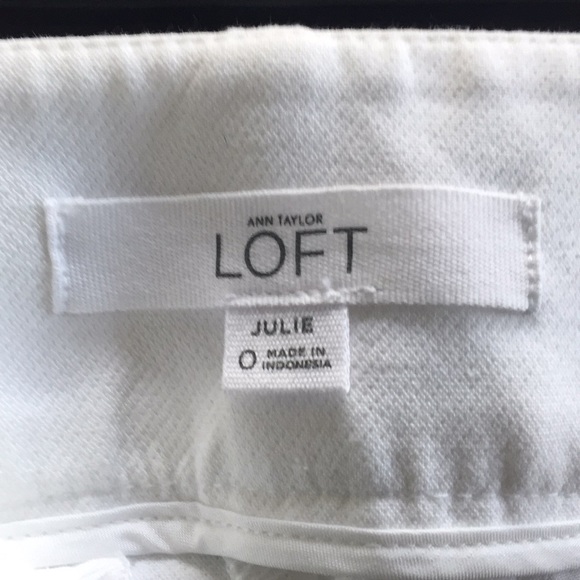 ANN TAYLOR
LOFT
JULIE
0 MADE IN
INDONESIA